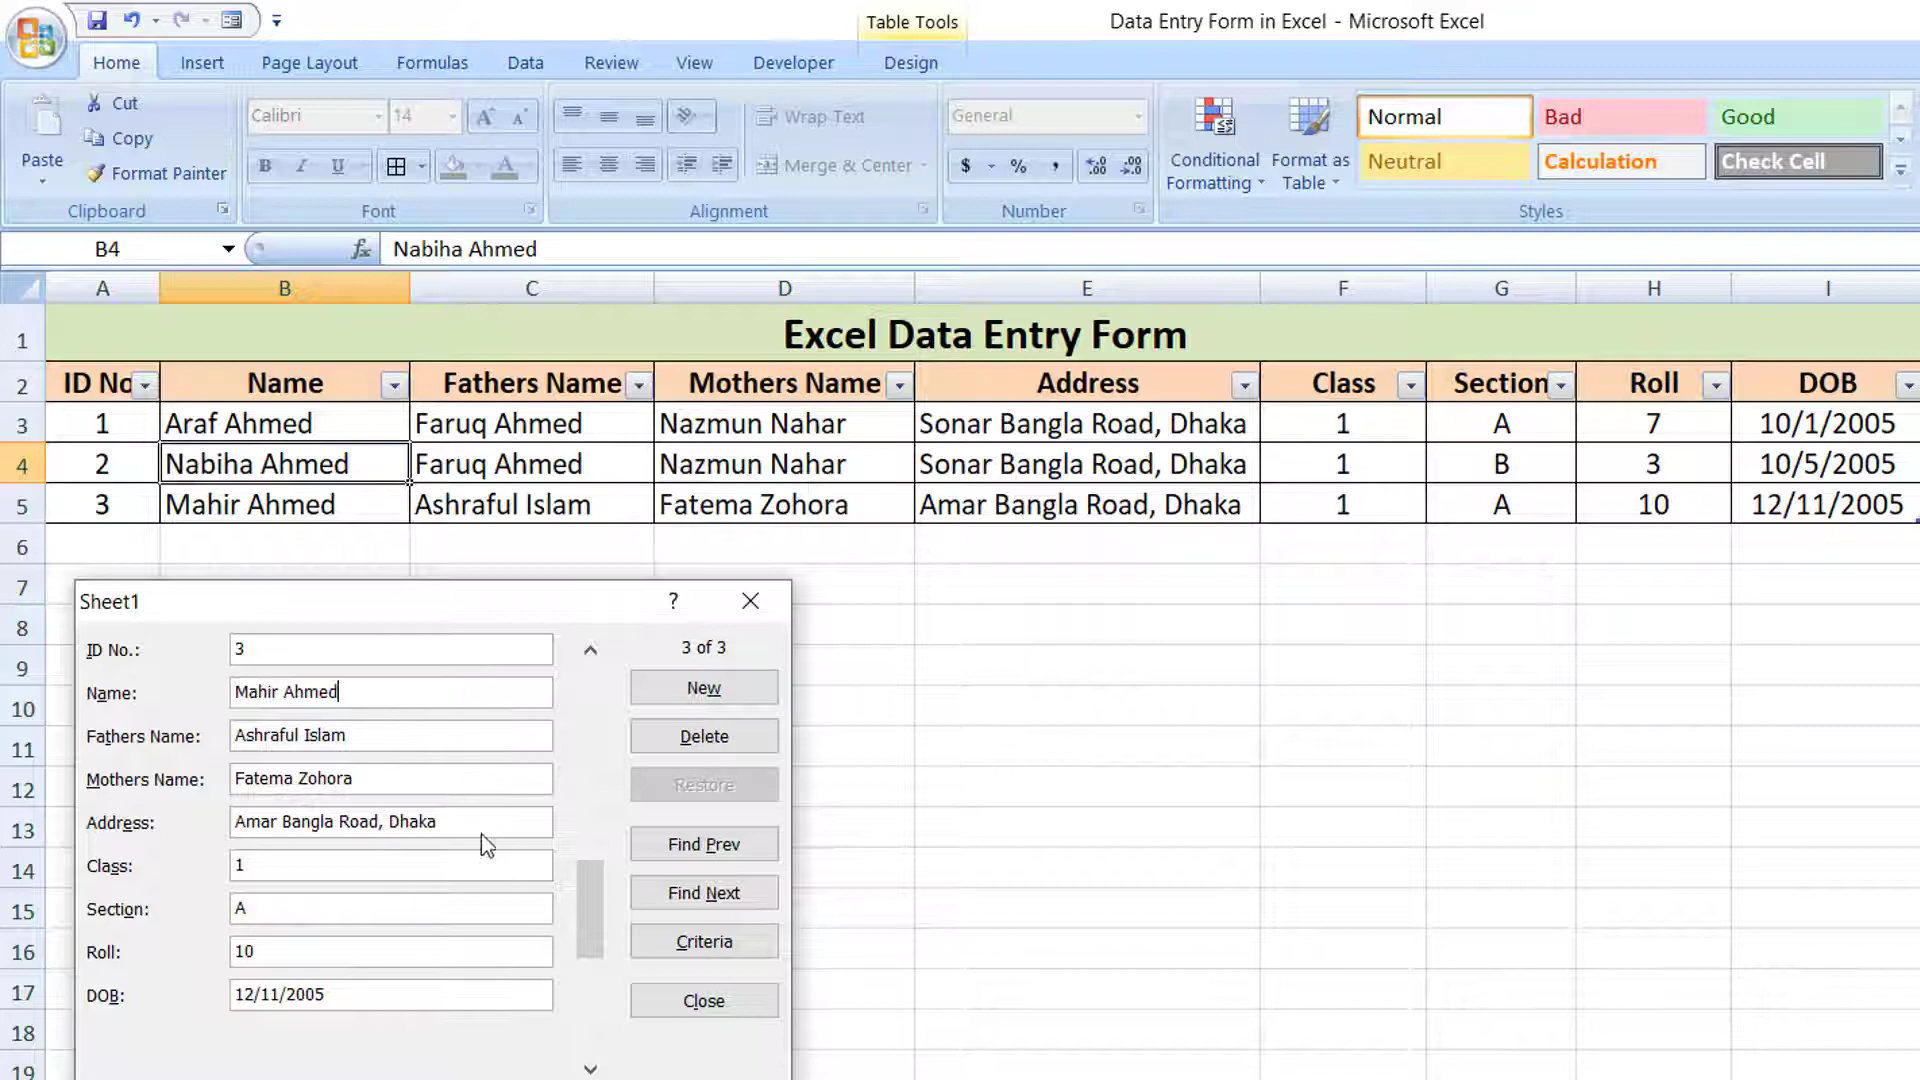 Table Tools
Data Entry Form in Excel - Microsoft Excel
Home Insert Page Layout Formulas Data Review View Developer Design
Paste
Cut
Copy
Format Painter
Clipboard
Calibri 14
B I U
A
Font
Wrap Text
Merge & Center
Alignment
General
$ % ,
Number
Conditional Formatting
Format as Table
Normal Bad Good
Neutral Calculation Check Cell
Styles
B4 fx Nabiha Ahmed
A B C D E F G H I
1 Excel Data Entry Form
2 ID No Name Fathers Name Mothers Name Address Class Section Roll DOB
3 1 Araf Ahmed Faruq Ahmed Nazmun Nahar Sonar Bangla Road, Dhaka 1 A 7 10/1/2005
4 2 Nabiha Ahmed Faruq Ahmed Nazmun Nahar Sonar Bangla Road, Dhaka 1 B 3 10/5/2005
5 3 Mahir Ahmed Ashraful Islam Fatema Zohora Amar Bangla Road, Dhaka 1 A 10 12/11/2005
6
7
8
9
10
11
12
13
14
15
16
17
18
19
Sheet1 ?
ID No.: 3
Name: Mahir Ahmed
Fathers Name: Ashraful Islam
Mothers Name: Fatema Zohora
Address: Amar Bangla Road, Dhaka
Class: 1
Section: A
Roll: 10
DOB: 12/11/2005
3 of 3
New
Delete
Restore
Find Prev
Find Next
Criteria
Close